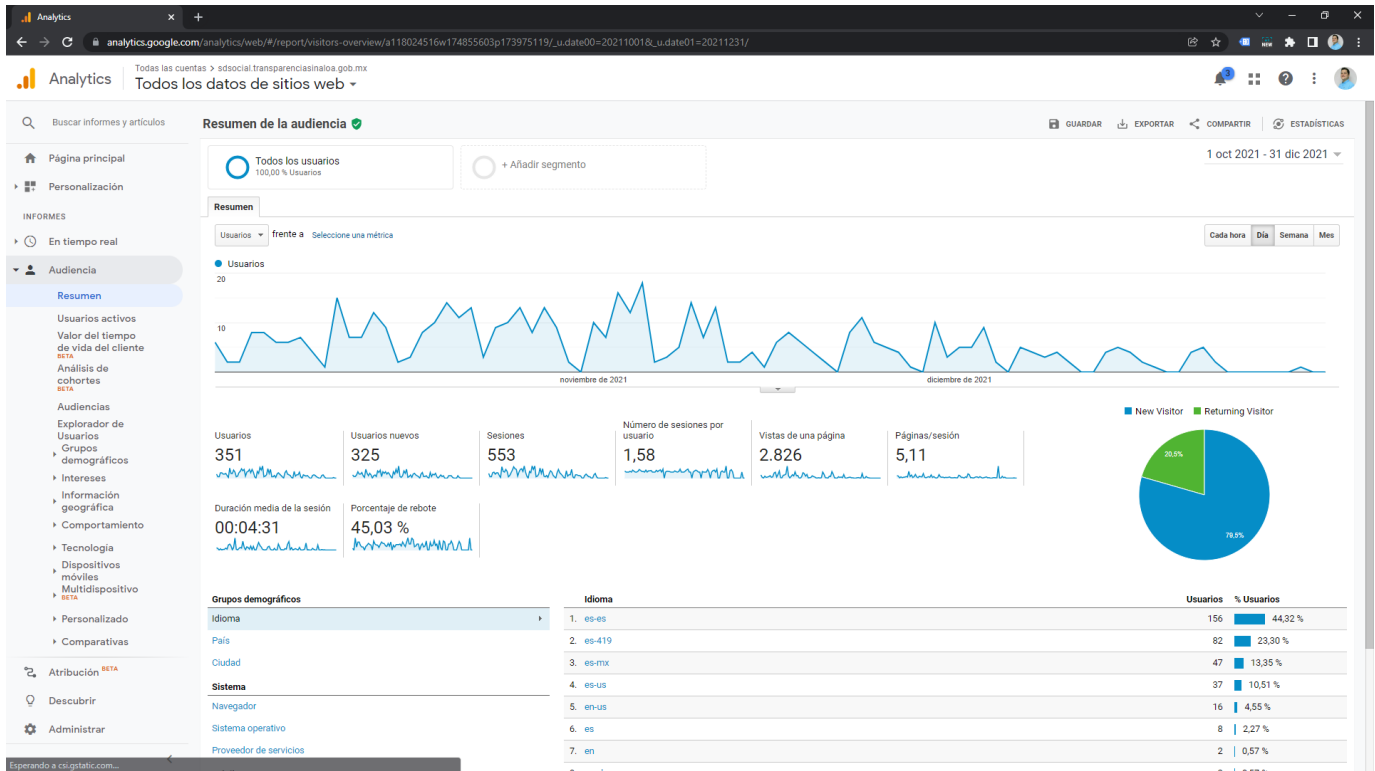 Analytics
analytics.google.com/analytics/web/#/report/visitors-overview/a118024516w174855603p173975119/_u.date00=20211001&_u.date01=20211231/
NEW
Analytics
Todas las cuentas > sdsocial.transparenciasinaloa.gob.mx
Todos los datos de sitios web
3
Buscar informes y artículos
Página principal
Personalización
INFORMES
En tiempo real
Audiencia
Resumen
Usuarios activos
Valor del tiempo
de vida del cliente
BETA
Análisis de
cohortes
BETA
Audiencias
Explorador de
Usuarios
Grupos
demográficos
Intereses
Información
geográfica
Comportamiento
Tecnología
Dispositivos
móviles
Multidispositivo
BETA
Personalizado
Comparativas
Atribución BETA
Descubrir
Administrar
Esperando a csi.gstatic.com...
Resumen de la audiencia
GUARDAR EXPORTAR COMPARTIR ESTADÍSTICAS
Todos los usuarios
100,00 % Usuarios
+ Añadir segmento
1 oct 2021 - 31 dic 2021
Resumen
Usuarios frente a Seleccione una métrica
Cada hora Día Semana Mes
Usuarios
20
10
noviembre de 2021 diciembre de 2021
New Visitor Returning Visitor
Usuarios
351
Usuarios nuevos
325
Sesiones
553
Número de sesiones por
usuario
1,58
Vistas de una página
2.826
Páginas/sesión
5,11
Duración media de la sesión
00:04:31
Porcentaje de rebote
45,03 %
20,5%
79,5%
Grupos demográficos
Idioma
País
Ciudad
Sistema
Navegador
Sistema operativo
Proveedor de servicios
Idioma Usuarios % Usuarios
1. es-es 156 44,32 %
2. es-419 82 23,30 %
3. es-mx 47 13,35 %
4. es-us 37 10,51 %
5. en-us 16 4,55 %
6. es 8 2,27 %
7. en 2 0,57 %